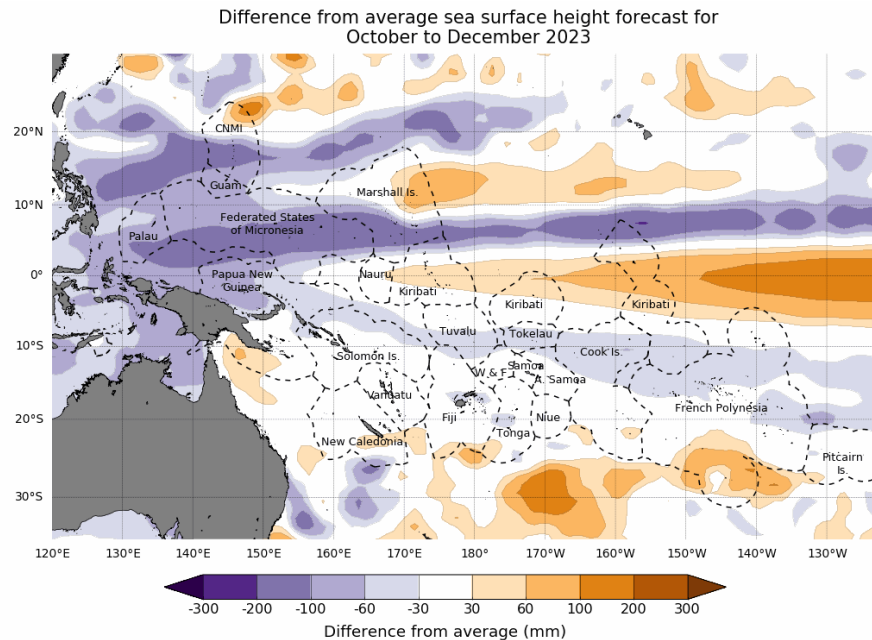 Difference from average sea surface height forecast for
October to December 2023
20°N
10°N
0°
10°S
20°S
30°S
CNMI
Guam
Marshall Is.
Palau
Federated States
of Micronesia
Papua New
Guinea
Nauru
Kiribati
Kiribati
Kiribati
Tuvalu
Tokelau
Solomon Is.
Cook Is.
W & F
Samoa
A. Samoa
Vanuatu
Fiji
Niue
French Polynesia
Tonga
New Caledonia
Pitcairn
Is.
120°E 130°E 140°E 150°E 160°E 170°E 180° 170°W 160°W 150°W 140°W 130°W
-300 -200 -100 -60 -30 30 60 100 200 300
Difference from average (mm)